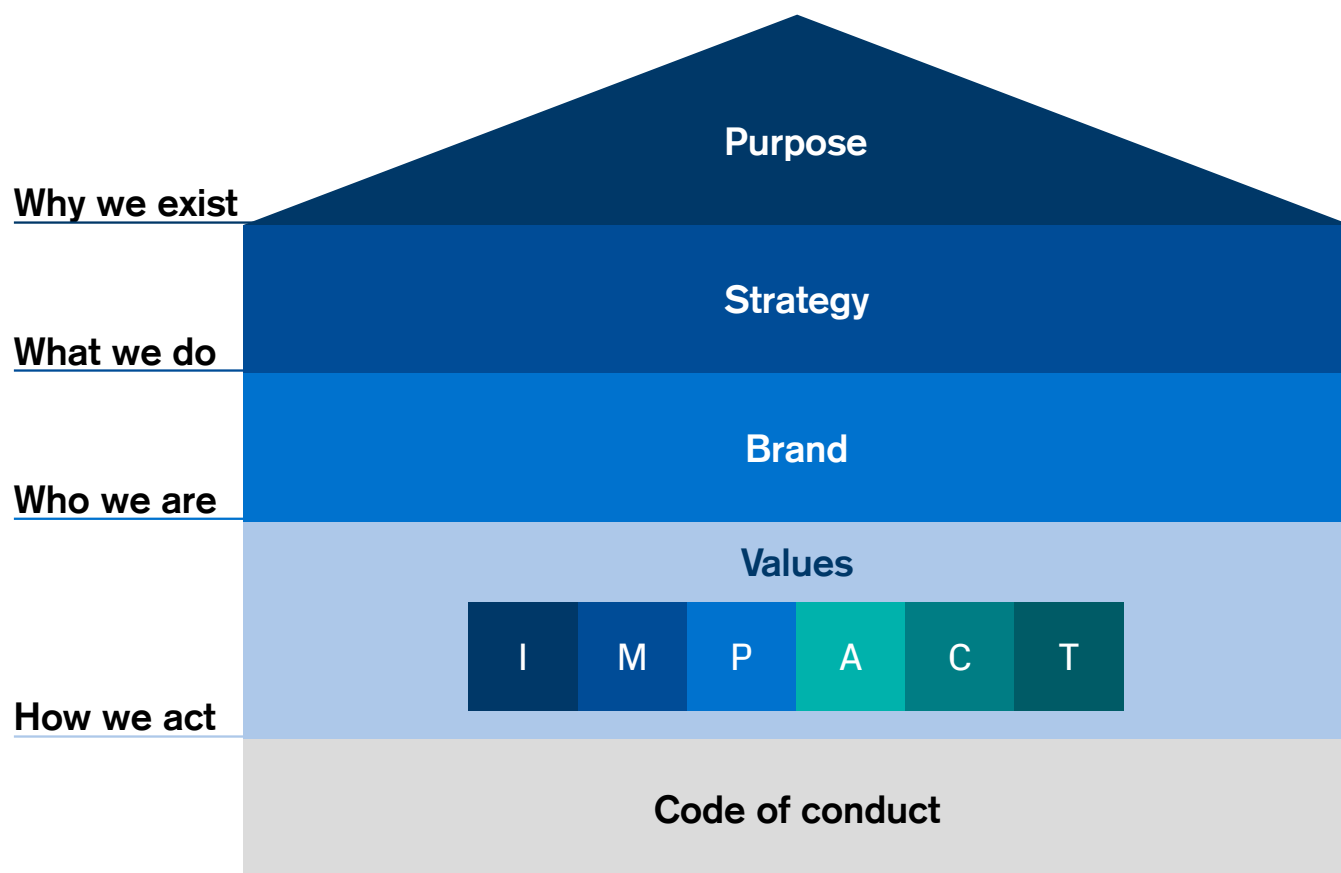 Purpose
Why we exist
Strategy
What we do
Brand
Who we are
Values
I M P A C T
How we act
Code of conduct